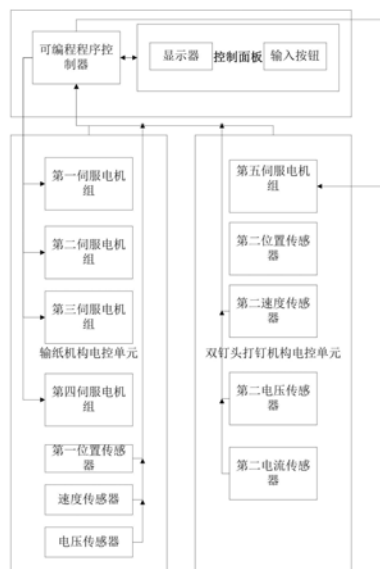 可编程程序控
制器
显示器
控制面板
输入按钮
第一伺服电机
组
第二伺服电机
组
第三伺服电机
组
输纸机构电控单元
第四伺服电机
组
第一位置传感
器
速度传感器
电压传感器
第五伺服电机
组
第二位置传感
器
第二速度传感
器
双钉头打钉机构电控单元
第二电压传感
器
第二电流传感
器